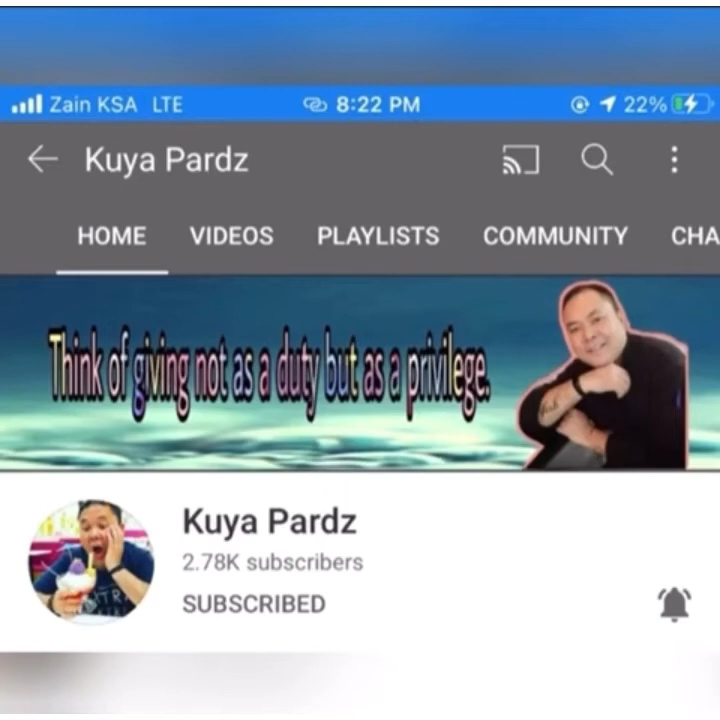 Zain KSA LTE 8:22 PM 22%
Kuya Pardz
HOME VIDEOS PLAYLISTS COMMUNITY CHA
Think of giving not as a duty but as a privilege.
Kuya Pardz
2.78K subscribers
SUBSCRIBED